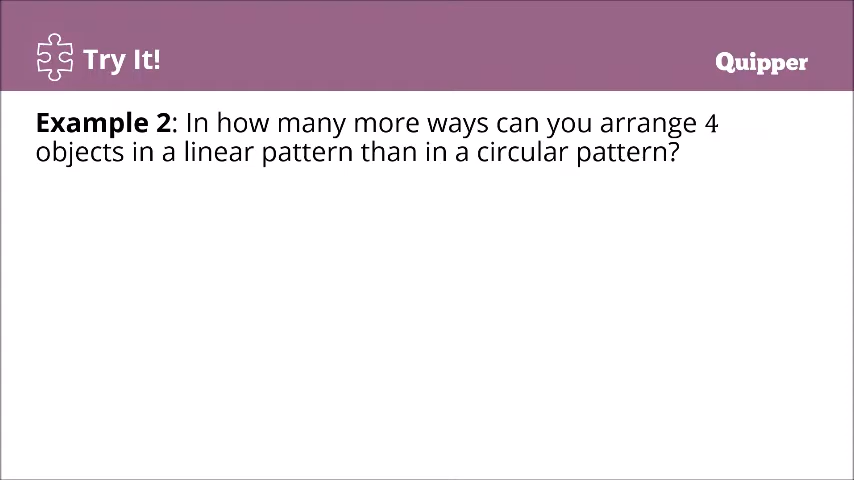 Try It!
Quipper
Example 2: In how many more ways can you arrange 4
objects in a linear pattern than in a circular pattern?